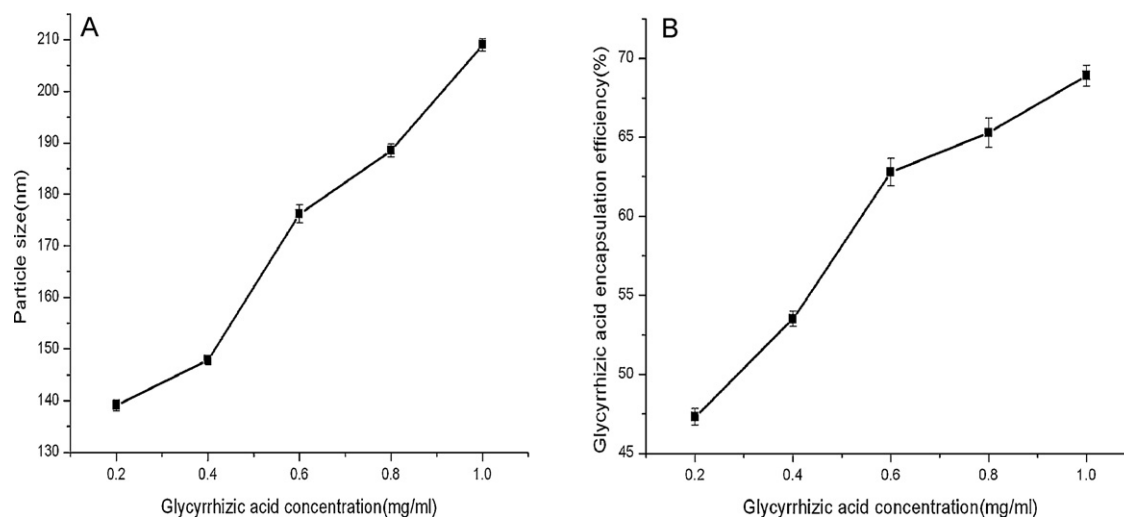 A
Particle size(nm)
210
200
190
180
170
160
150
140
130
0.2 0.4 0.6 0.8 1.0
Glycyrrhizic acid concentration(mg/ml)
B
Glycyrrhizic acid encapsulation efficiency(%)
70
65
60
55
50
45
0.2 0.4 0.6 0.8 1.0
Glycyrrhizic acid concentration(mg/ml)